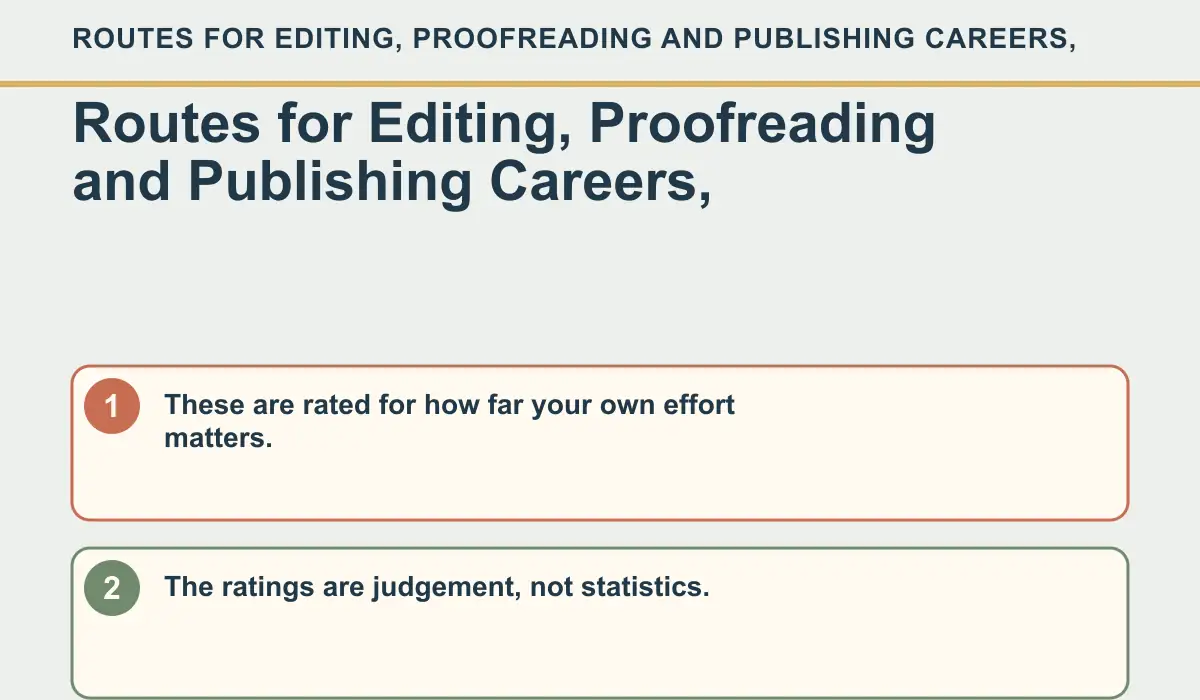 ROUTES FOR EDITING, PROOFREADING AND PUBLISHING CAREERS,
Routes for Editing, Proofreading
and Publishing Careers,
1
These are rated for how far your own effort
matters.
2
The ratings are judgement, not statistics.